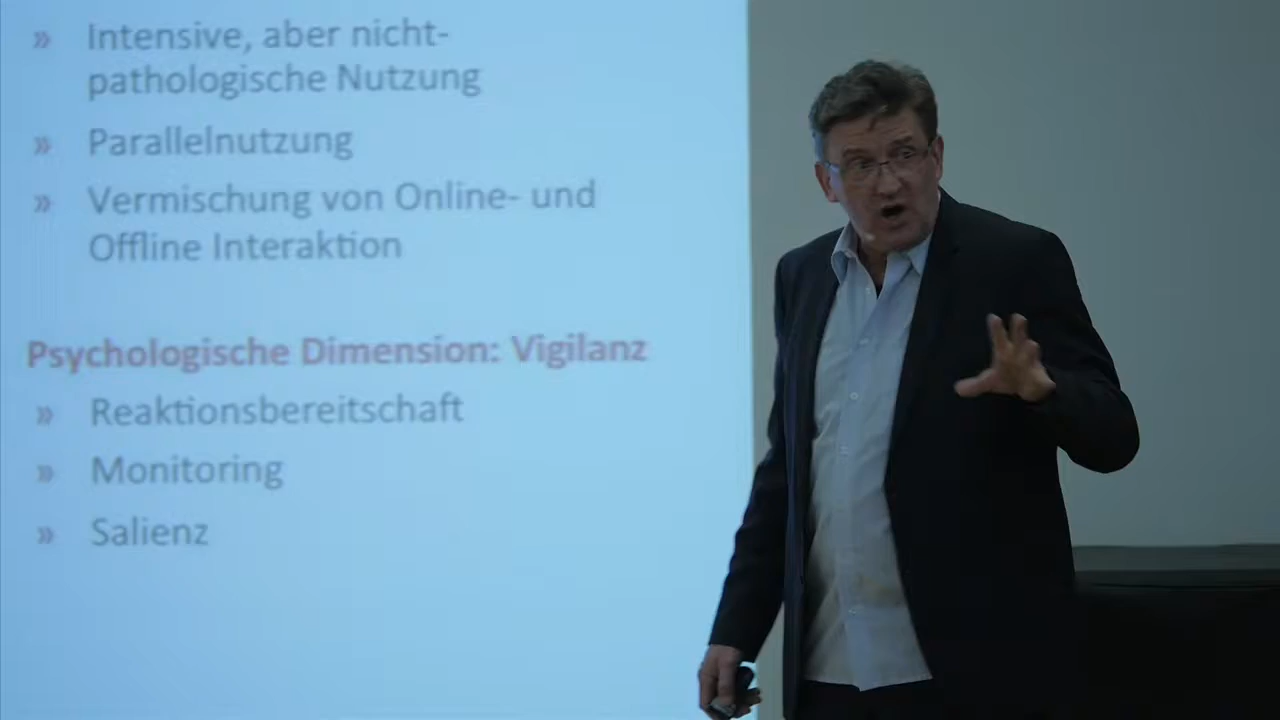 » Intensive, aber nicht-
pathologische Nutzung
» Parallelnutzung
» Vermischung von Online- und
Offline Interaktion
Psychologische Dimension: Vigilanz
» Reaktionsbereitschaft
» Monitoring
» Salienz